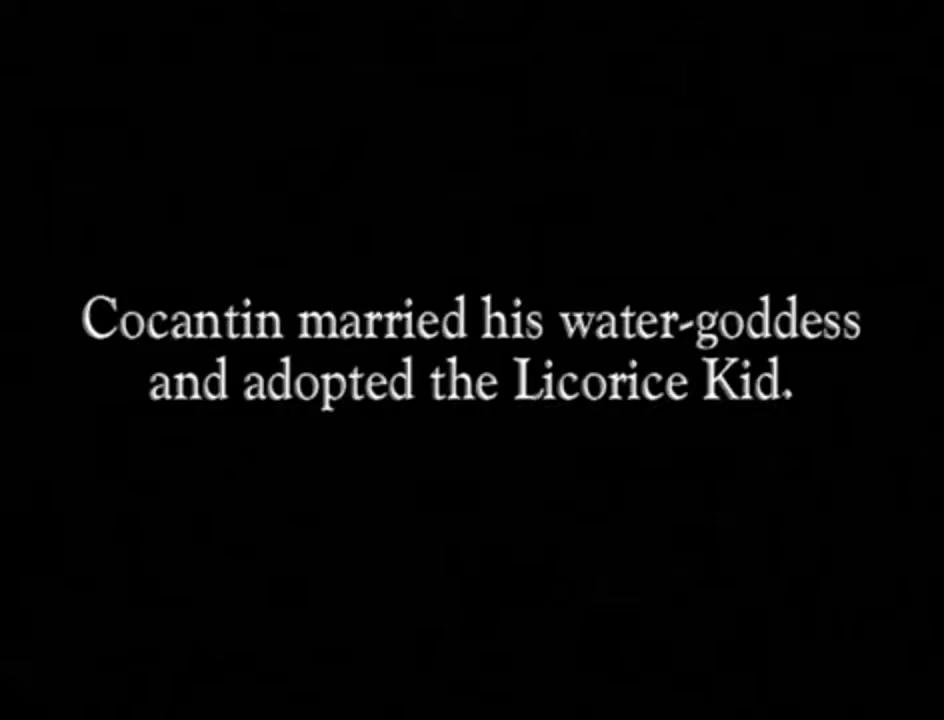 Cocantin married his water-goddess
and adopted the Licorice Kid.